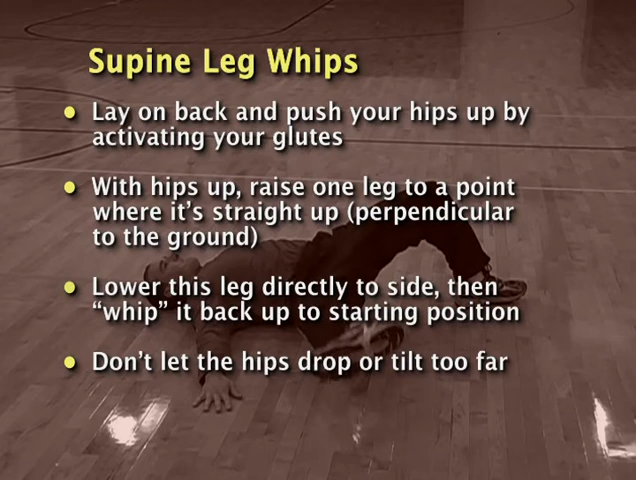 Supine Leg Whips
• Lay on back and push your hips up by
activating your glutes
• With hips up, raise one leg to a point
where it's straight up (perpendicular
to the ground)
• Lower this leg directly to side, then
“whip” it back up to starting position
• Don't let the hips drop or tilt too far